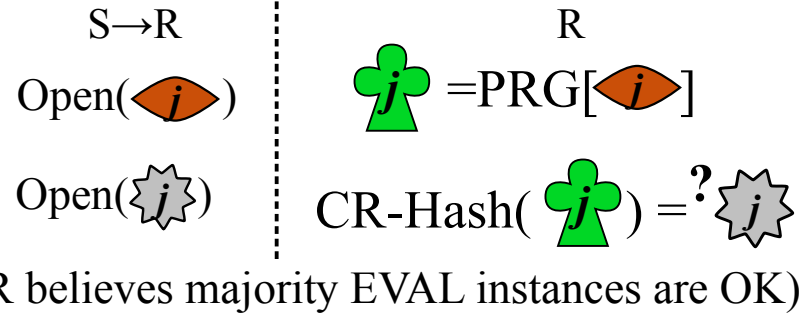 S→R R
Open(j) j =PRG[j]
Open(j) CR-Hash( j ) =? j
R believes majority EVAL instances are OK)